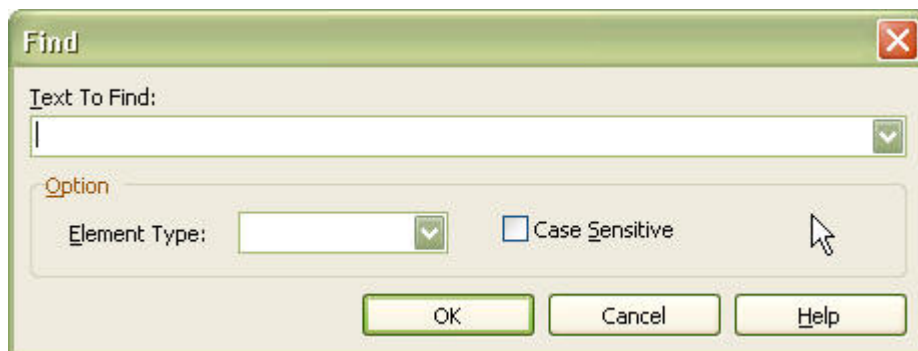 Find
Text To Find:
Option
Element Type:
Case Sensitive
OK
Cancel
Help